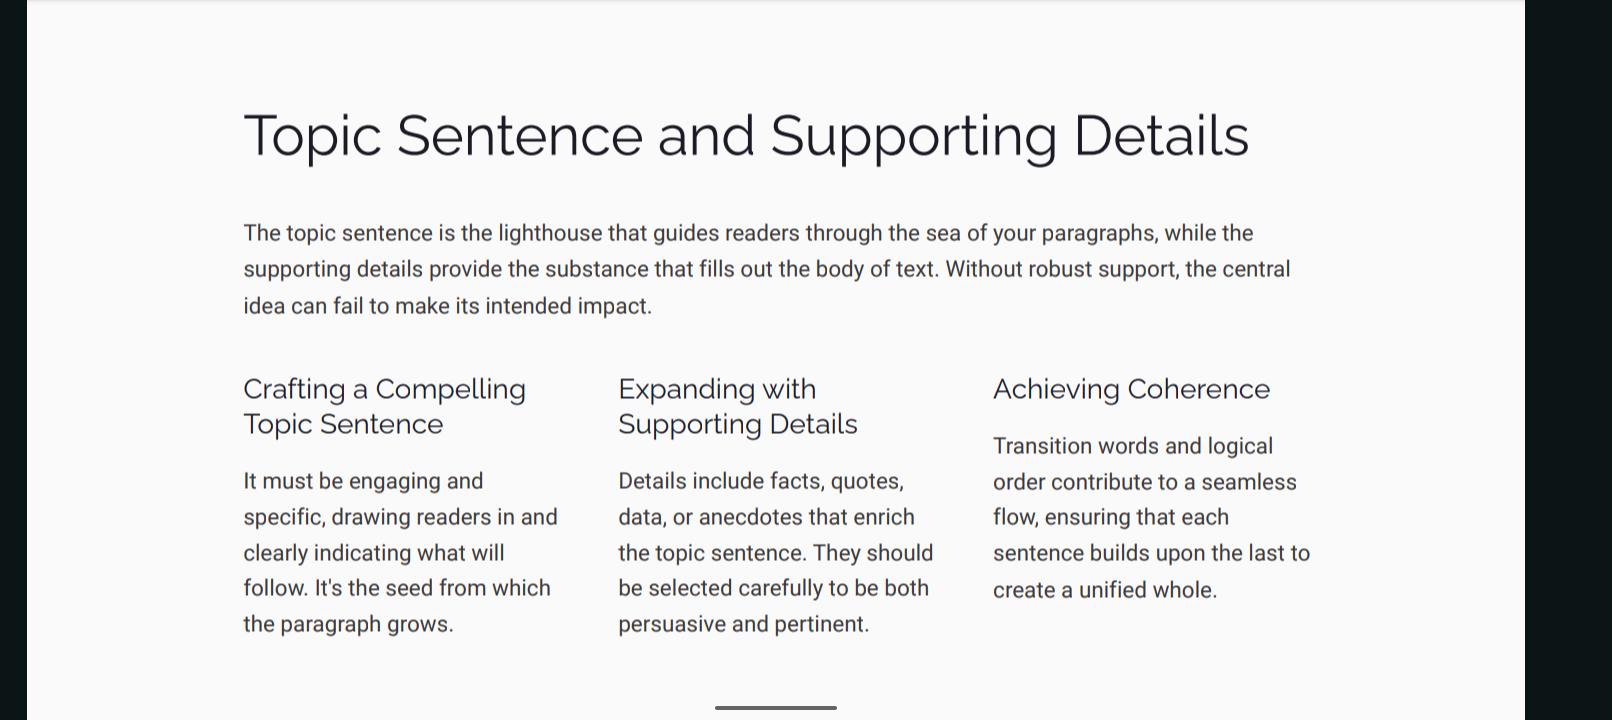 Topic Sentence and Supporting Details
The topic sentence is the lighthouse that guides readers through the sea of your paragraphs, while the
supporting details provide the substance that fills out the body of text. Without robust support, the central
idea can fail to make its intended impact.
Crafting a Compelling
Topic Sentence
It must be engaging and
specific, drawing readers in and
clearly indicating what will
follow. It's the seed from which
the paragraph grows.
Expanding with
Supporting Details
Details include facts, quotes,
data, or anecdotes that enrich
the topic sentence. They should
be selected carefully to be both
persuasive and pertinent.
Achieving Coherence
Transition words and logical
order contribute to a seamless
flow, ensuring that each
sentence builds upon the last to
create a unified whole.